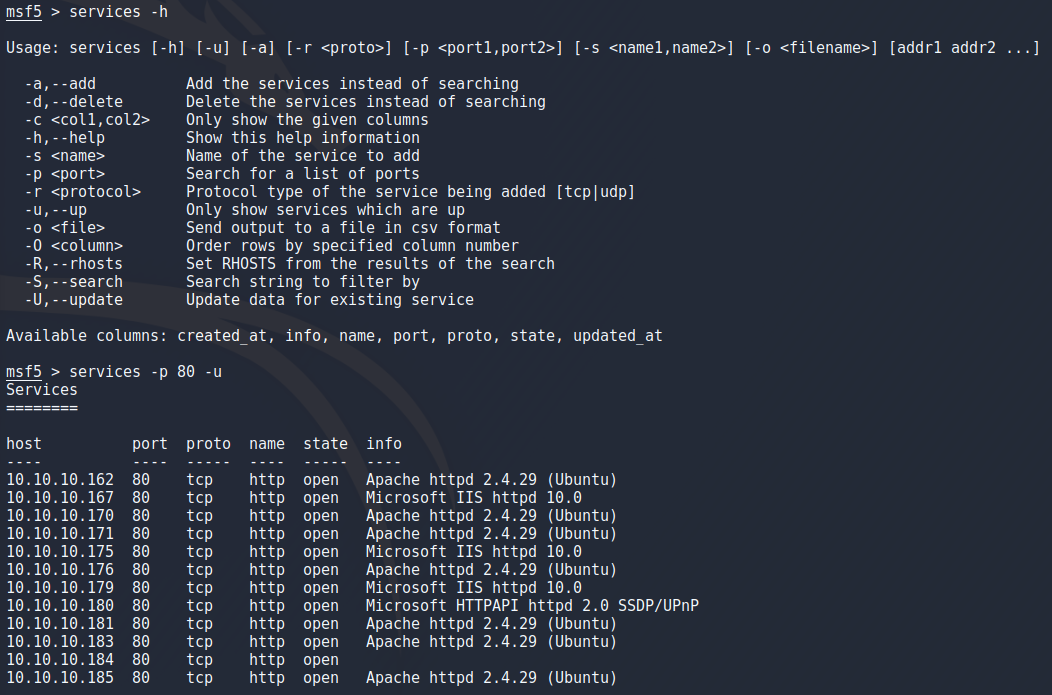 msf5 > services -h
Usage: services [-h] [-u] [-a] [-r <proto>] [-p <port1,port2>] [-s <name1,name2>] [-o <filename>] [addr1 addr2 ...]
  -a,--add          Add the services instead of searching
  -d,--delete       Delete the services instead of searching
  -c <col1,col2>    Only show the given columns
  -h,--help         Show this help information
  -s <name>         Name of the service to add
  -p <port>         Search for a list of ports
  -r <protocol>     Protocol type of the service being added [tcp|udp]
  -u,--up           Only show services which are up
  -o <file>         Send output to a file in csv format
  -O <column>       Order rows by specified column number
  -R,--rhosts       Set RHOSTS from the results of the search
  -S,--search       Search string to filter by
  -U,--update       Update data for existing service
Available columns: created_at, info, name, port, proto, state, updated_at
msf5 > services -p 80 -u
Services
========
host          port  proto  name  state  info
----          ----  -----  ----  -----  ----
10.10.10.162  80    tcp    http  open   Apache httpd 2.4.29 (Ubuntu)
10.10.10.167  80    tcp    http  open   Microsoft IIS httpd 10.0
10.10.10.170  80    tcp    http  open   Apache httpd 2.4.29 (Ubuntu)
10.10.10.171  80    tcp    http  open   Apache httpd 2.4.29 (Ubuntu)
10.10.10.175  80    tcp    http  open   Microsoft IIS httpd 10.0
10.10.10.176  80    tcp    http  open   Apache httpd 2.4.29 (Ubuntu)
10.10.10.179  80    tcp    http  open   Microsoft IIS httpd 10.0
10.10.10.180  80    tcp    http  open   Microsoft HTTPAPI httpd 2.0 SSDP/UPnP
10.10.10.181  80    tcp    http  open   Apache httpd 2.4.29 (Ubuntu)
10.10.10.183  80    tcp    http  open   Apache httpd 2.4.29 (Ubuntu)
10.10.10.184  80    tcp    http  open
10.10.10.185  80    tcp    http  open   Apache httpd 2.4.29 (Ubuntu)